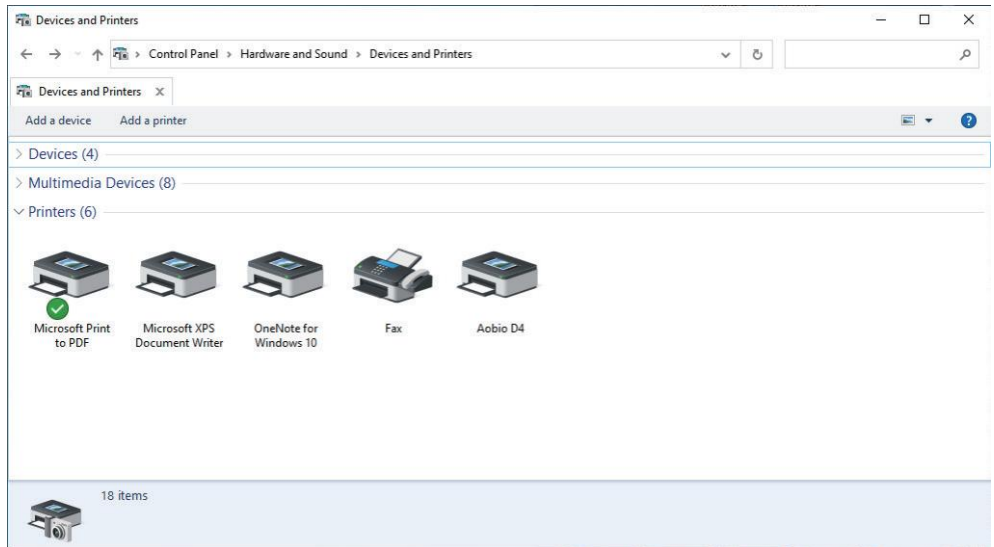 Devices and Printers
Control Panel > Hardware and Sound > Devices and Printers
Devices and Printers
Add a device Add a printer
Devices (4)
Multimedia Devices (8)
Printers (6)
Microsoft Print to PDF
Microsoft XPS Document Writer
OneNote for Windows 10
Fax
Aobio D4
18 items